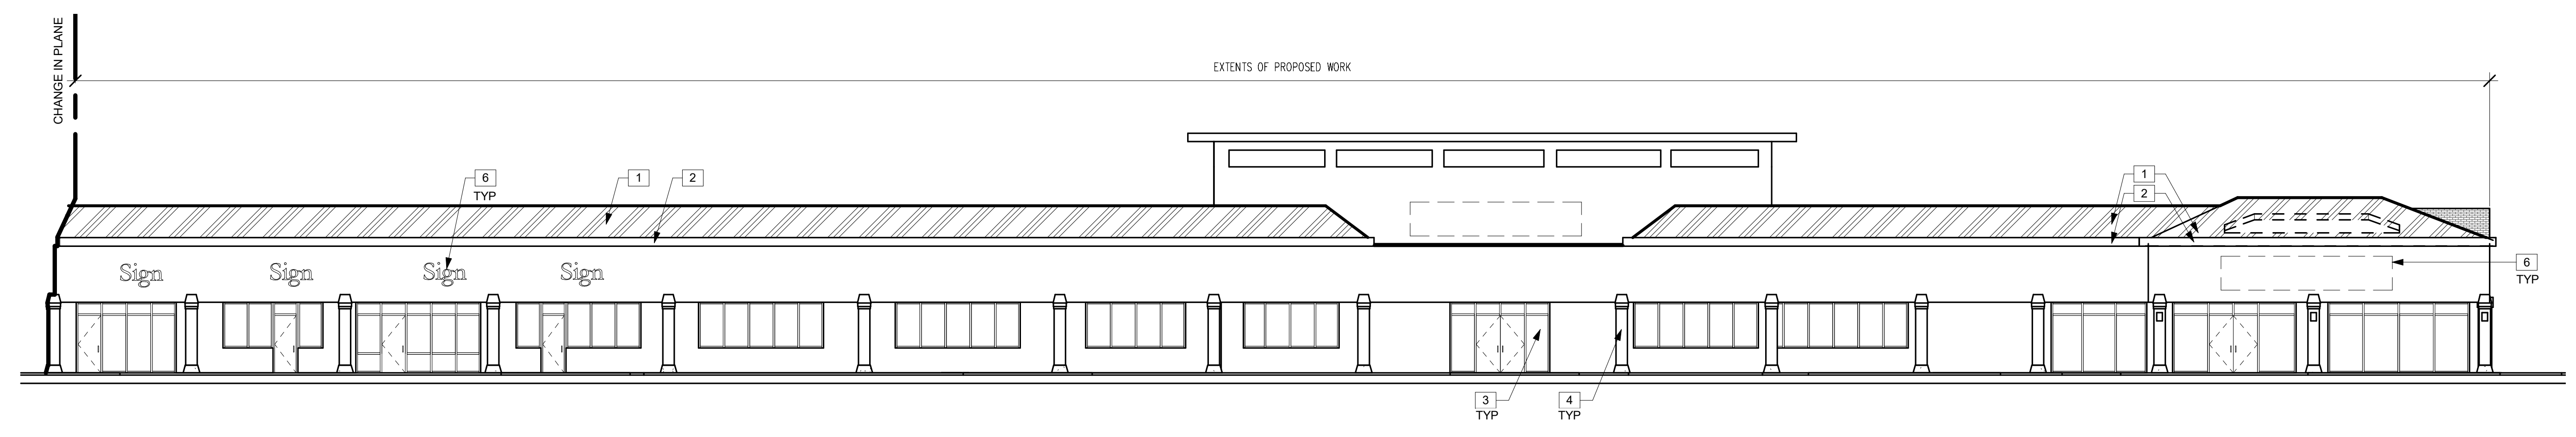 CHANGE IN PLANE
EXTENTS OF PROPOSED WORK
6
TYP
1
2
1
2
Sign
Sign
Sign
Sign
6
TYP
3
TYP
4
TYP